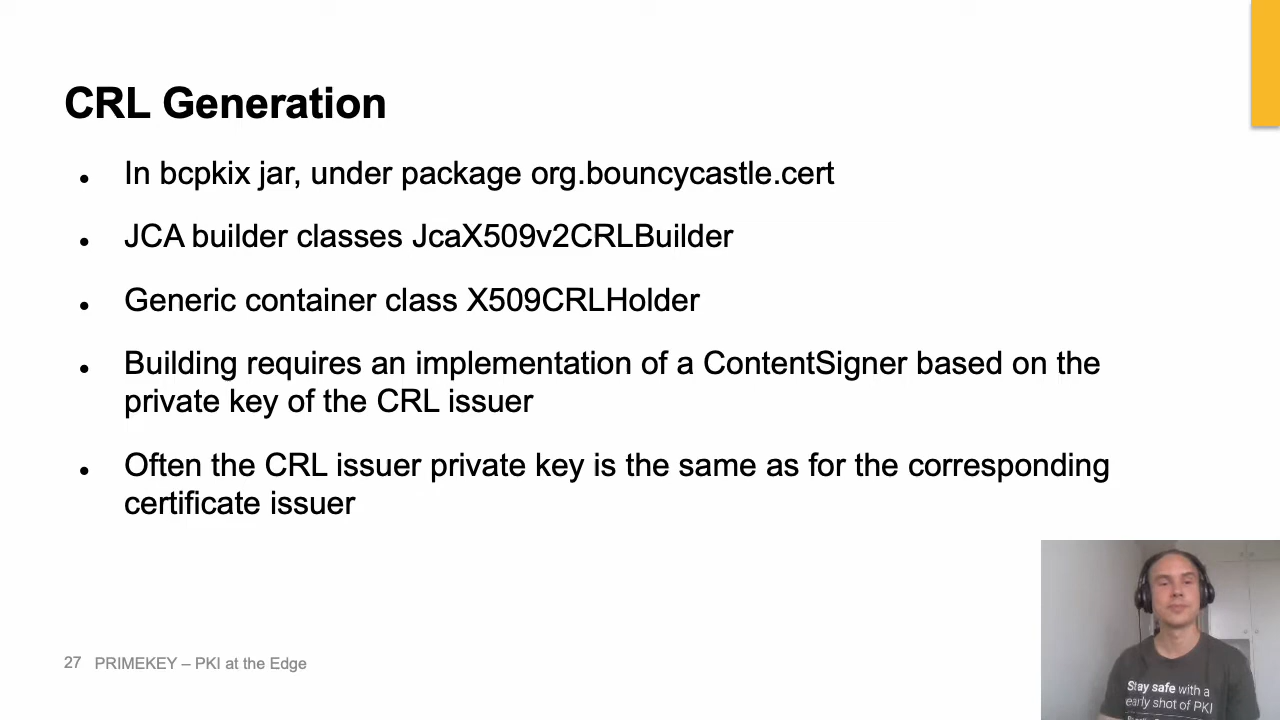 CRL Generation
● In bcpkix jar, under package org.bouncycastle.cert
● JCA builder classes JcaX509v2CRLBuilder
● Generic container class X509CRLHolder
● Building requires an implementation of a ContentSigner based on the
private key of the CRL issuer
● Often the CRL issuer private key is the same as for the corresponding
certificate issuer
27 PRIMEKEY – PKI at the Edge
Stay safe with a
early shot of PKI